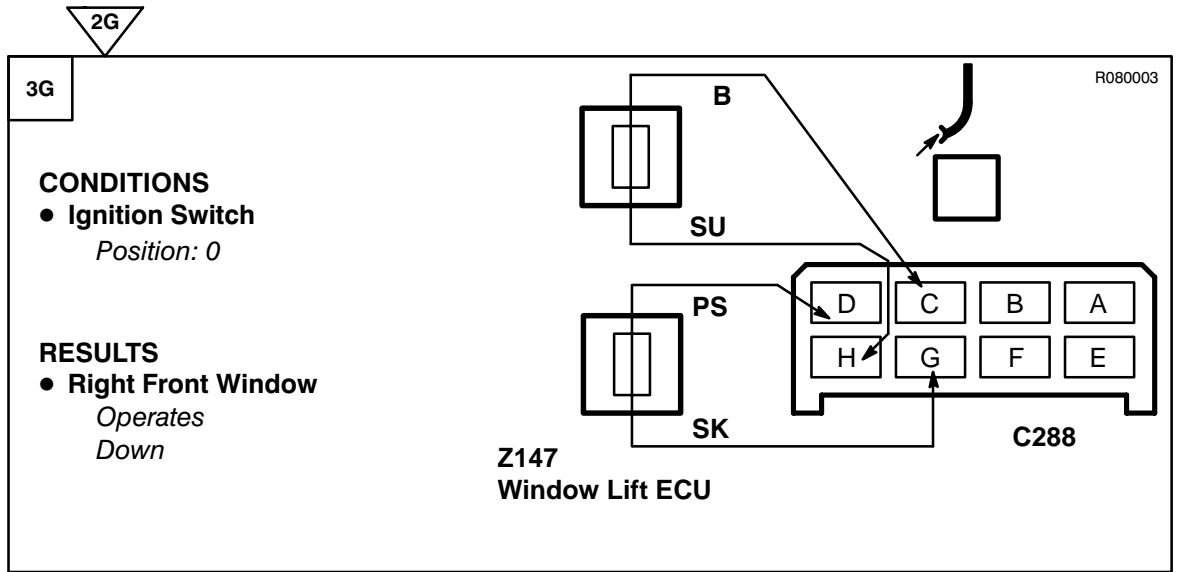 2G
3G
R080003
CONDITIONS
● Ignition Switch
Position: 0
RESULTS
● Right Front Window
Operates
Down
B
SU
PS
SK
D C B A
H G F E
C288
Z147
Window Lift ECU